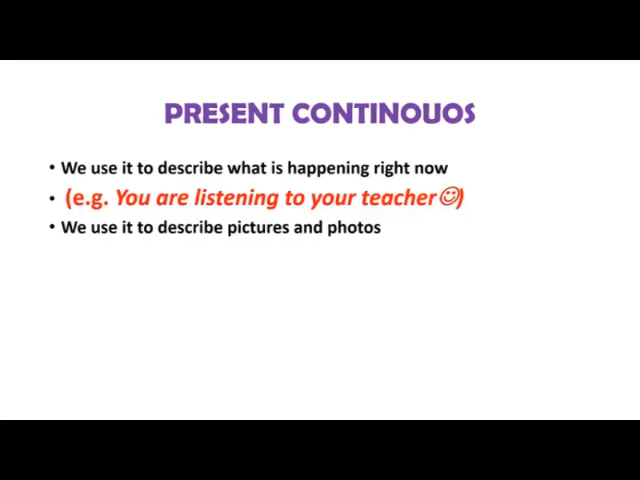 PRESENT CONTINOUOS
• We use it to describe what is happening right now
• (e.g. You are listening to your teacher☺)
• We use it to describe pictures and photos